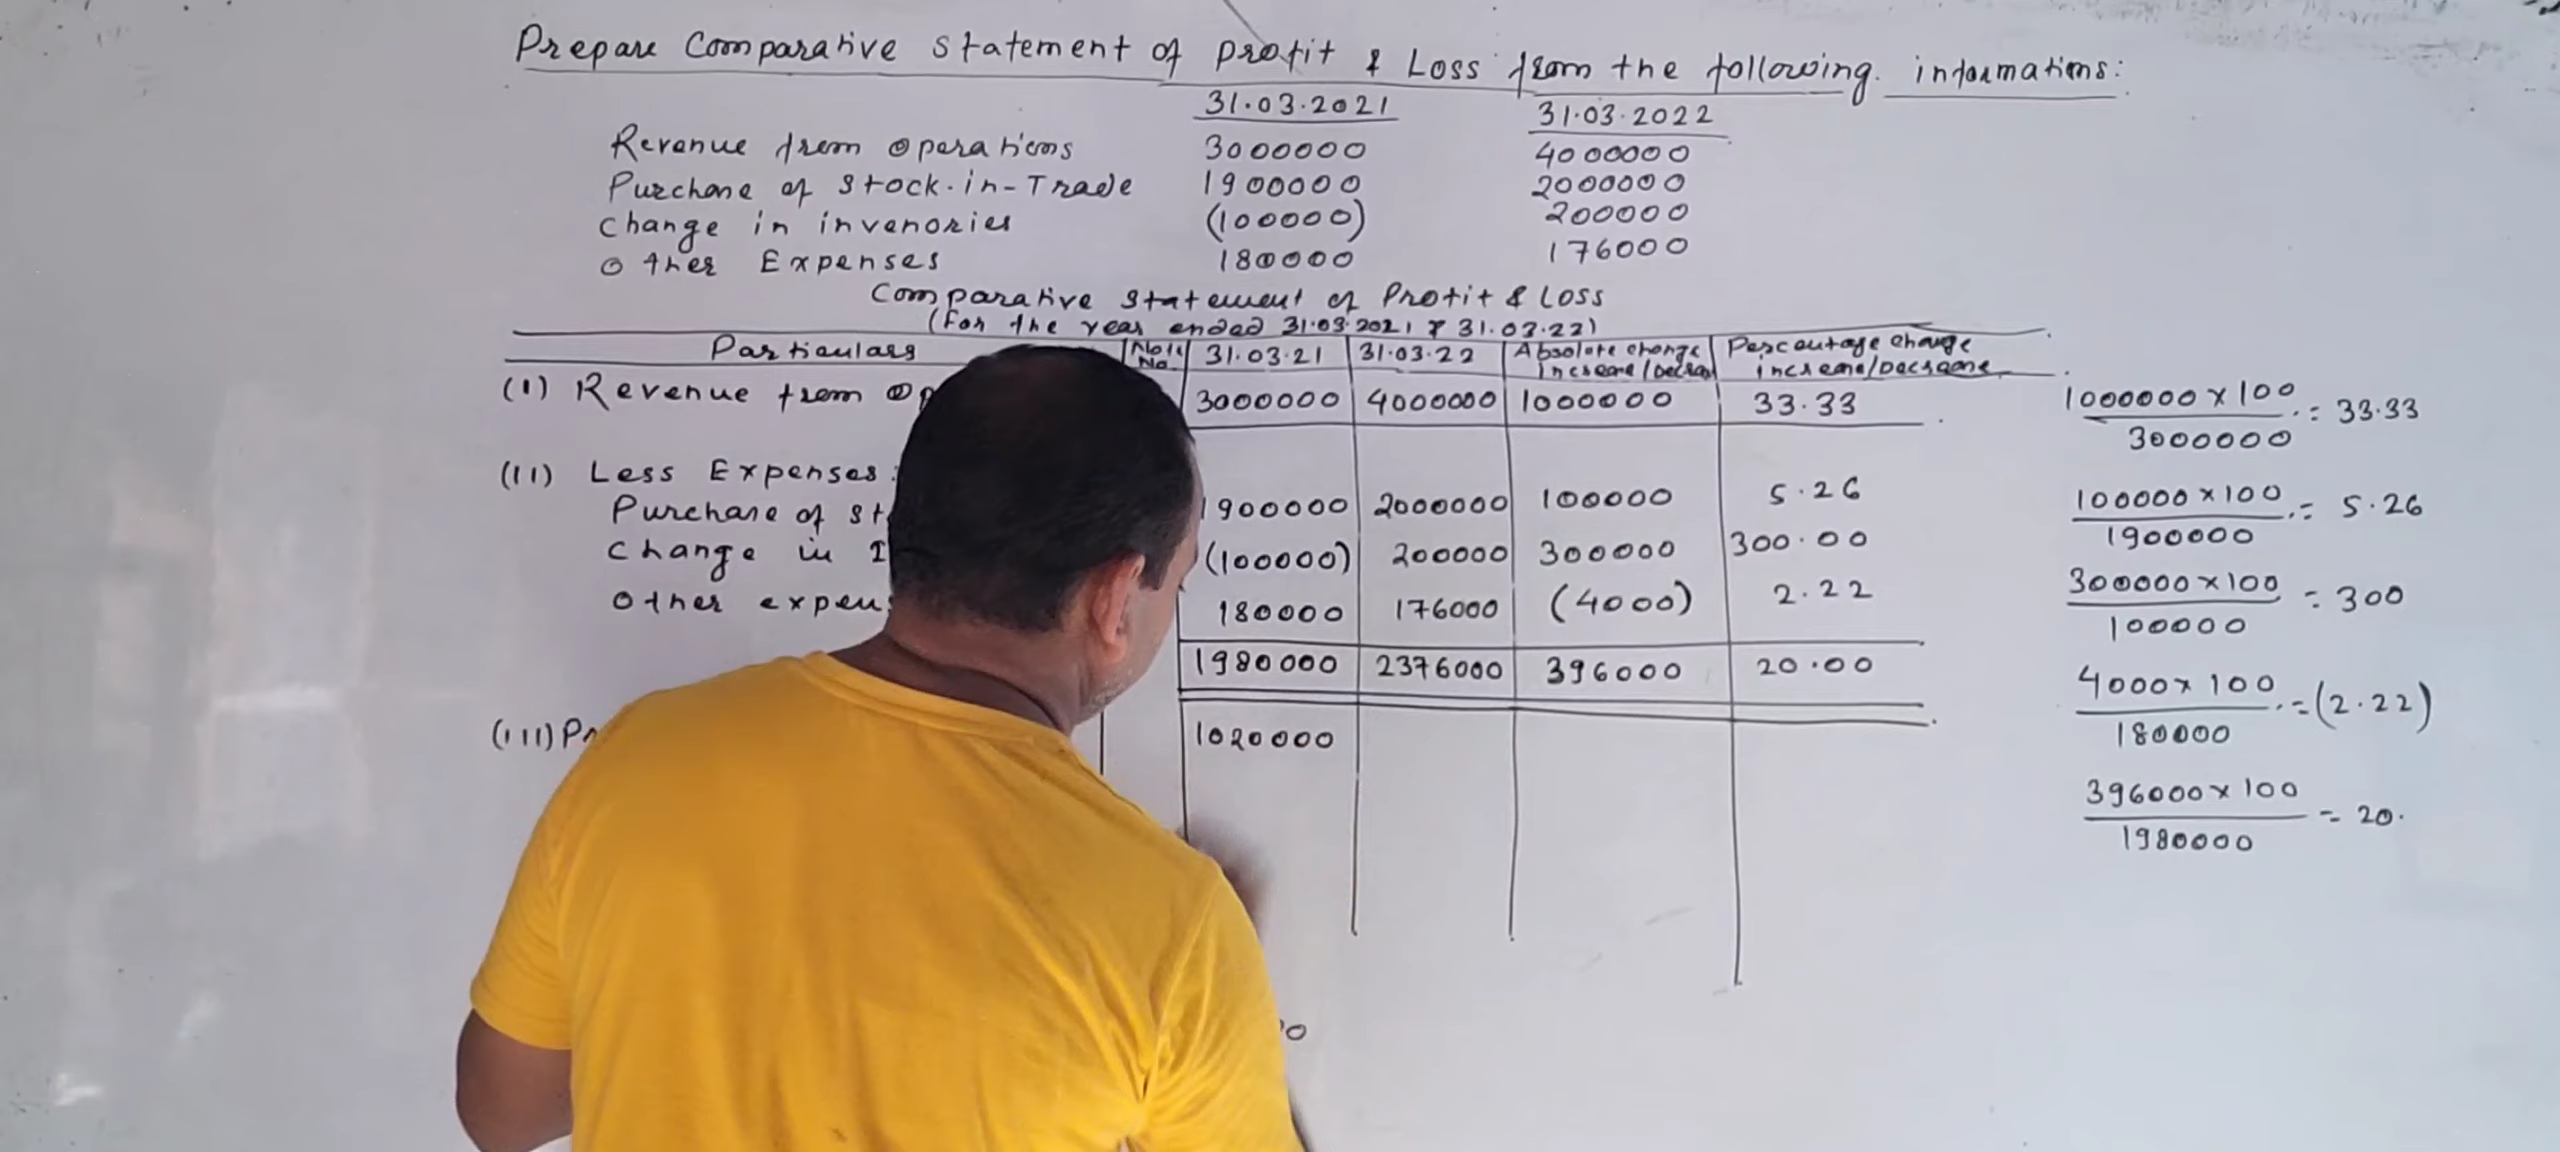 Prepare Comparative Statement of Profit & Loss from the following informations:
31.03.2021 31.03.2022
Revenue from operations 3000000 4000000
Purchase of Stock-in-Trade 1900000 2000000
Change in invenories (100000) 200000
Other Expenses 180000 176000
Comparative Statement of Profit & Loss
(For the Year ended 31.03.2021 & 31.03.22)
Particulars Note No. 31.03.21 31.03.22 Absolute change Increase/Decrea Percentage change increase/Decrease
(I) Revenue from op 3000000 4000000 1000000 33.33
(II) Less Expenses:
Purchase of st 1900000 2000000 100000 5.26
Change in I (100000) 200000 300000 300.00
Other expen 180000 176000 (4000) 2.22
1980000 2376000 396000 20.00
(III) Pr 1020000
1000000 x 100 / 3000000 = 33.33
100000 x 100 / 1900000 = 5.26
300000 x 100 / 100000 = 300
4000 x 100 / 180000 = (2.22)
396000 x 100 / 1980000 = 20.